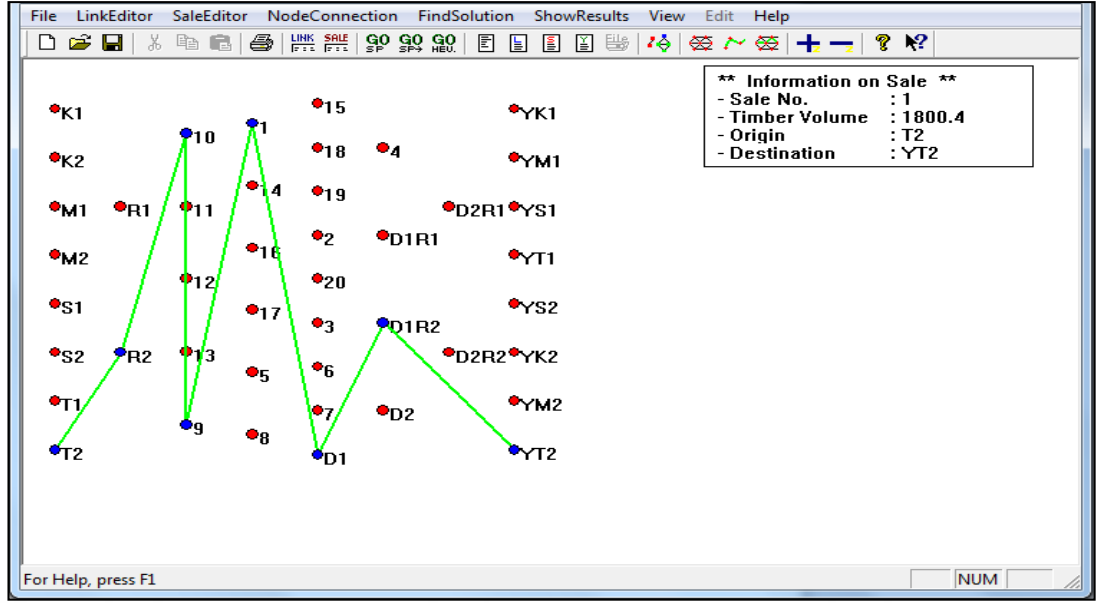 File LinkEditor SaleEditor NodeConnection FindSolution ShowResults View Edit Help
LINK SALE GO SP GO SP→ GO HEU.
** Information on Sale **
- Sale No. : 1
- Timber Volume : 1800.4
- Origin : T2
- Destination : YT2
K1 10 1 15 YK1
K2 18 4 YM1
M1 R1 11 14 19 D2R1 YS1
M2 16 2 D1R1 YT1
S1 12 17 20 YS2
S2 R2 13 5 3 D1R2 D2R2 YK2
T1 6 7 D2 YM2
T2 9 8 D1 YT2
For Help, press F1 NUM